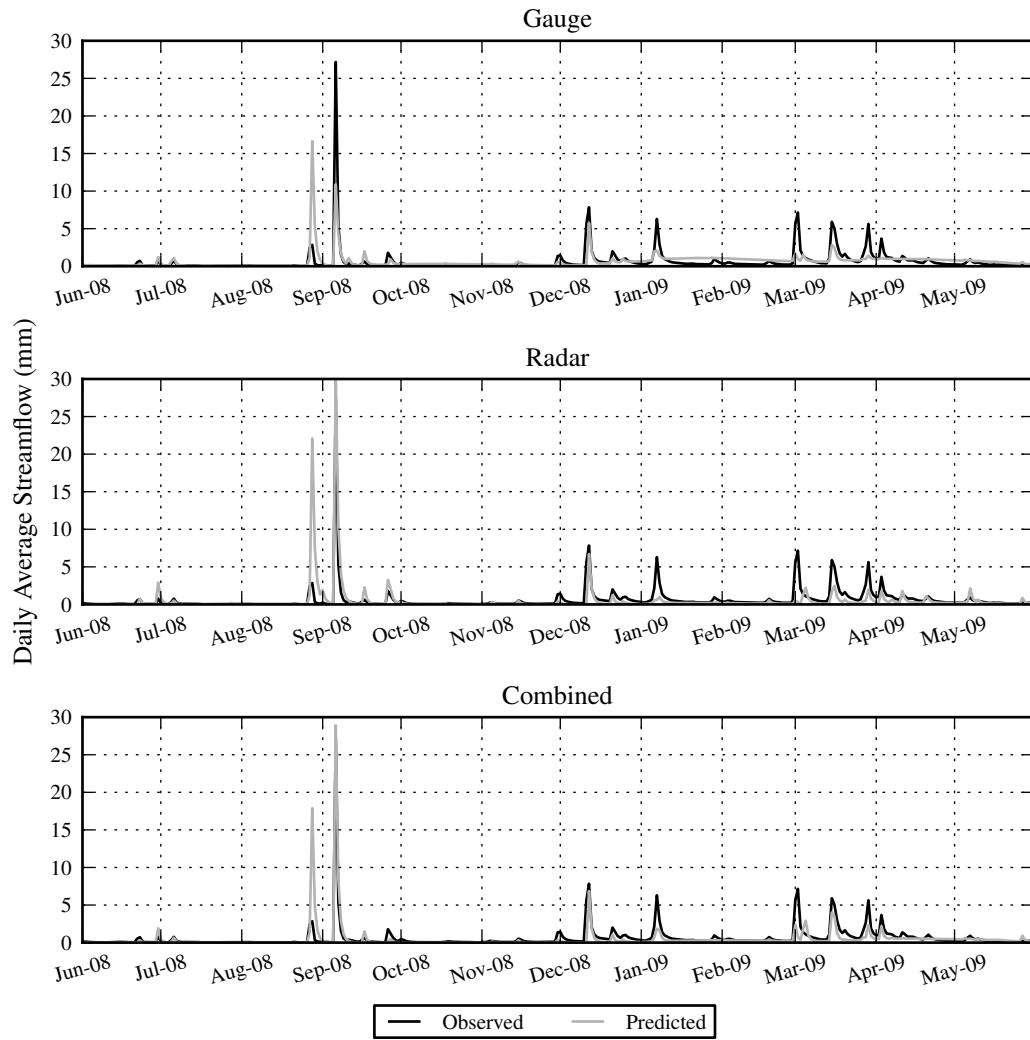 Gauge
30
25
20
15
10
5
0
Jun-08 Jul-08 Aug-08 Sep-08 Oct-08 Nov-08 Dec-08 Jan-09 Feb-09 Mar-09 Apr-09 May-09
Daily Average Streamflow (mm)
Radar
30
25
20
15
10
5
0
Jun-08 Jul-08 Aug-08 Sep-08 Oct-08 Nov-08 Dec-08 Jan-09 Feb-09 Mar-09 Apr-09 May-09
Combined
30
25
20
15
10
5
0
Jun-08 Jul-08 Aug-08 Sep-08 Oct-08 Nov-08 Dec-08 Jan-09 Feb-09 Mar-09 Apr-09 May-09
Observed Predicted